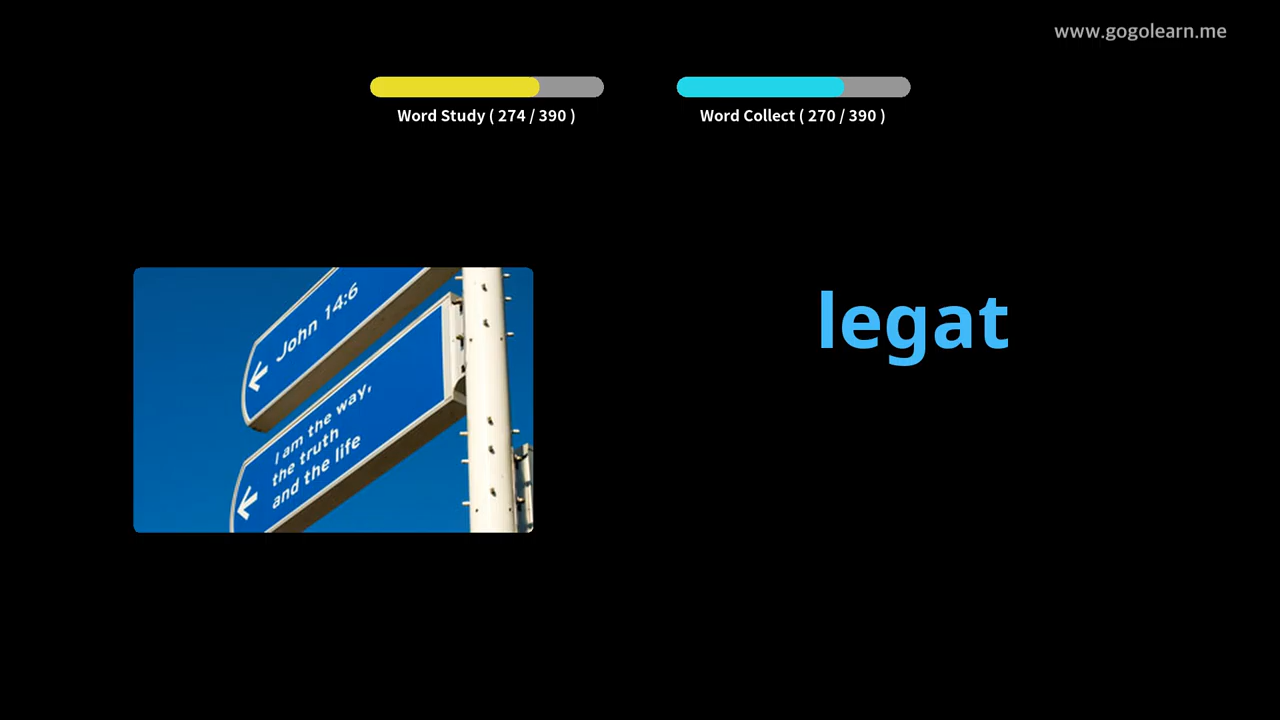 www.gogolearn.me
Word Study ( 274 / 390 )
Word Collect ( 270 / 390 )
John 14:6
I am the way,
the truth
and the life
legat